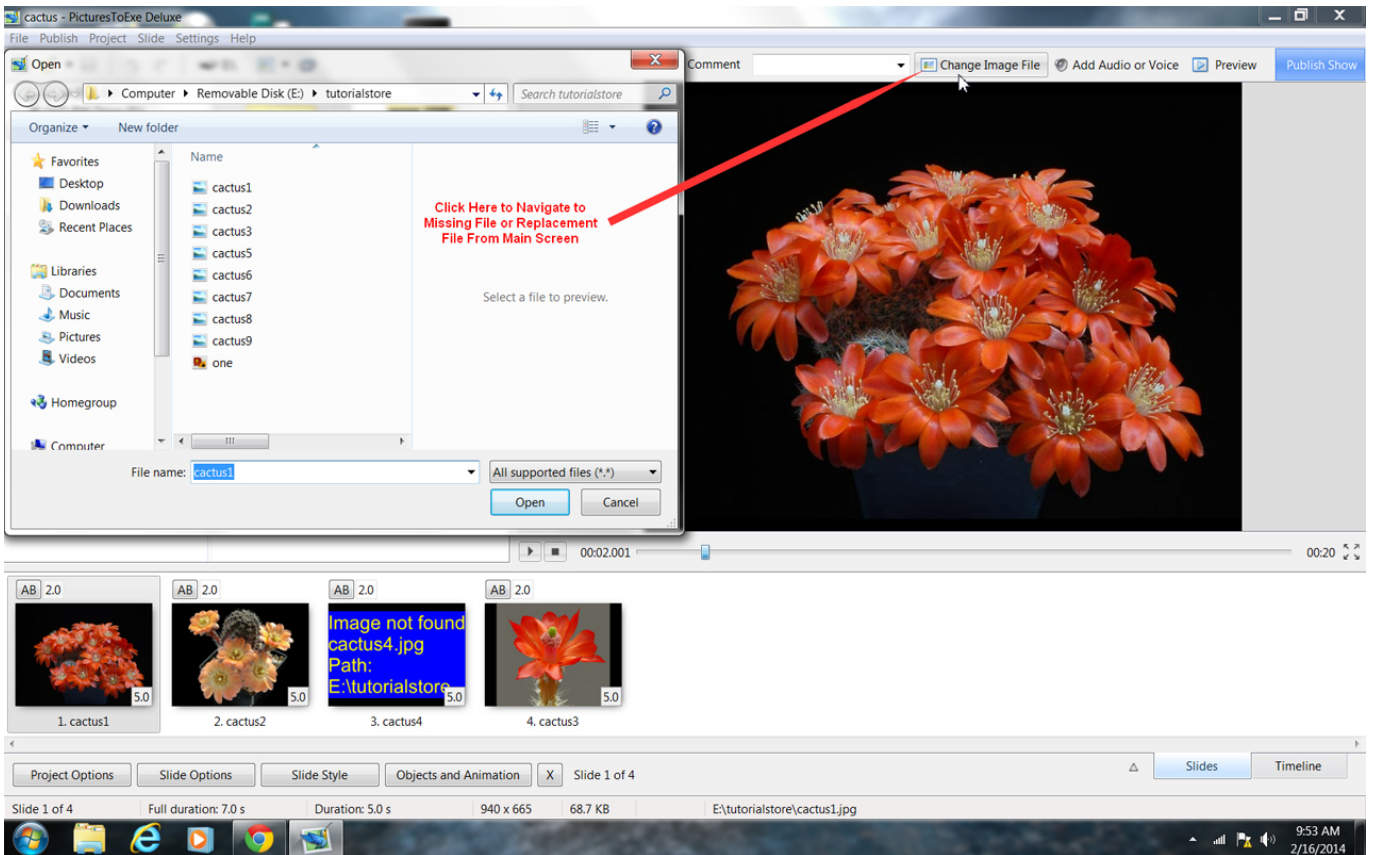 cactus - PicturesToExe Deluxe
File Publish Project Slide Settings Help
Open
Comment
Change Image File
Add Audio or Voice
Preview
Publish Show
Computer Removable Disk (E:) tutorialstore
Search tutorialstore
Organize
New folder
Favorites
Desktop
Downloads
Recent Places
Libraries
Documents
Music
Pictures
Videos
Homegroup
Computer
Name
cactus1
cactus2
cactus3
cactus5
cactus6
cactus7
cactus8
cactus9
one
Click Here to Navigate to
Missing File or Replacement
File From Main Screen
Select a file to preview.
File name: cactus1
All supported files (*.*)
Open
Cancel
00:02.001
00:20
AB 2.0
5.0
1. cactus1
AB 2.0
5.0
2. cactus2
AB 2.0
Image not found
cactus4.jpg
Path:
E:\tutorialstore
5.0
3. cactus4
AB 2.0
5.0
4. cactus3
Project Options
Slide Options
Slide Style
Objects and Animation
X
Slide 1 of 4
Slides
Timeline
Slide 1 of 4
Full duration: 7.0 s
Duration: 5.0 s
940 x 665
68.7 KB
E:\tutorialstore\cactus1.jpg
9:53 AM
2/16/2014